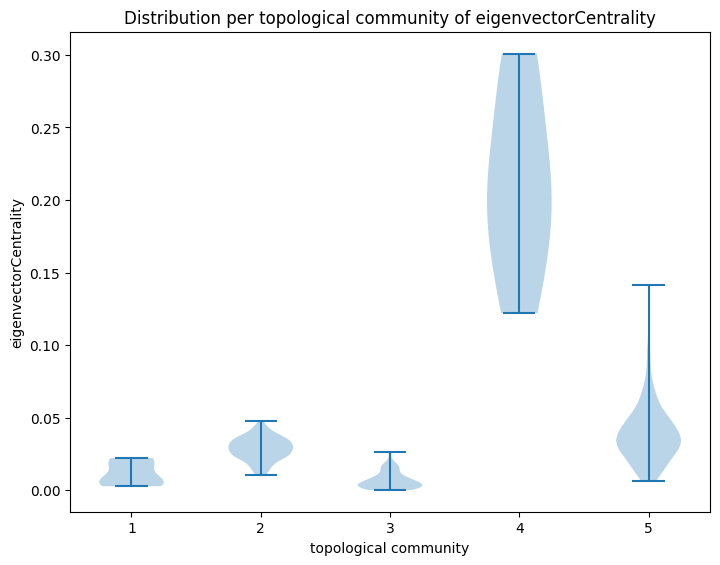 Distribution per topological community of eigenvectorCentrality
0.30
0.25
0.20
0.15
0.10
0.05
0.00
eigenvectorCentrality
1 2 3 4 5
topological community